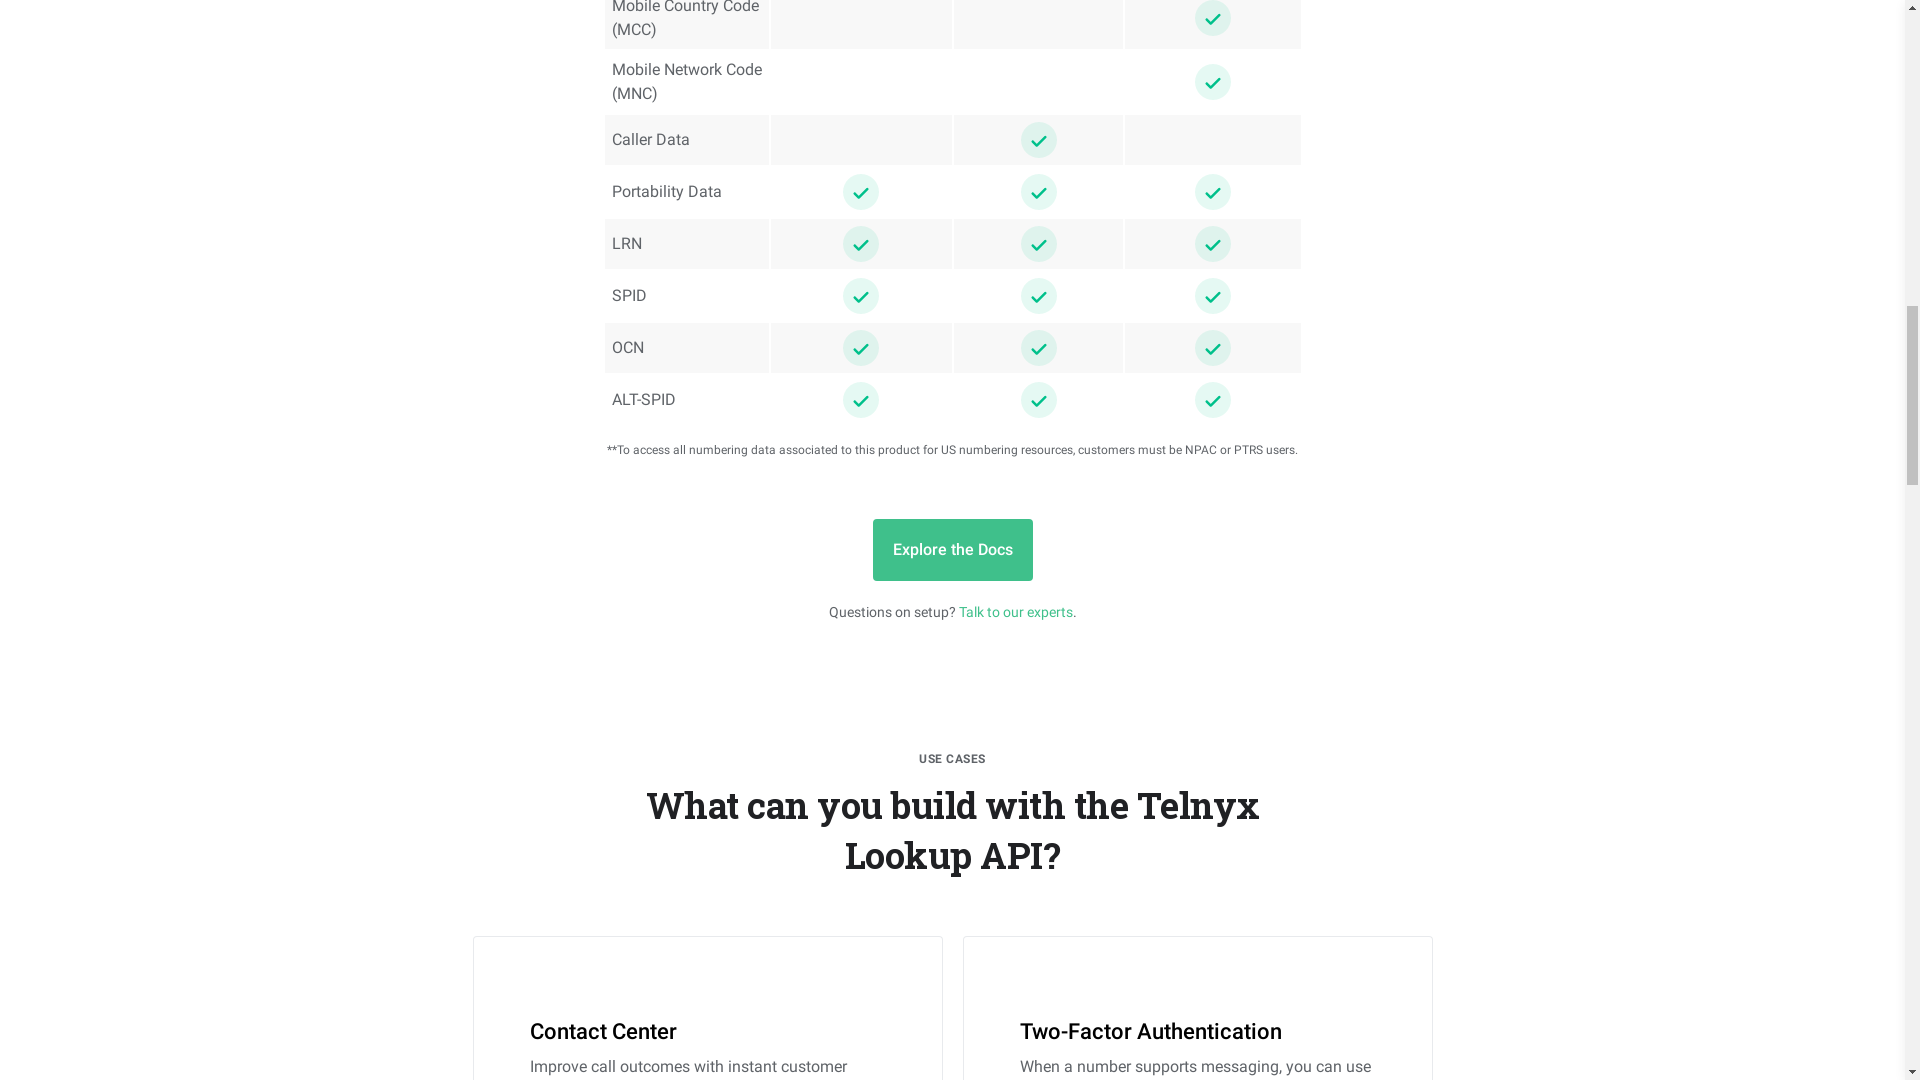 Mobile Country Code
(MCC)
Mobile Network Code
(MNC)
Caller Data
Portability Data
LRN
SPID
OCN
ALT-SPID
**To access all numbering data associated to this product for US numbering resources, customers must be NPAC or PTRS users.
Explore the Docs
Questions on setup? Talk to our experts.
USE CASES
What can you build with the Telnyx
Lookup API?
Contact Center
Improve call outcomes with instant customer
Two-Factor Authentication
When a number supports messaging, you can use